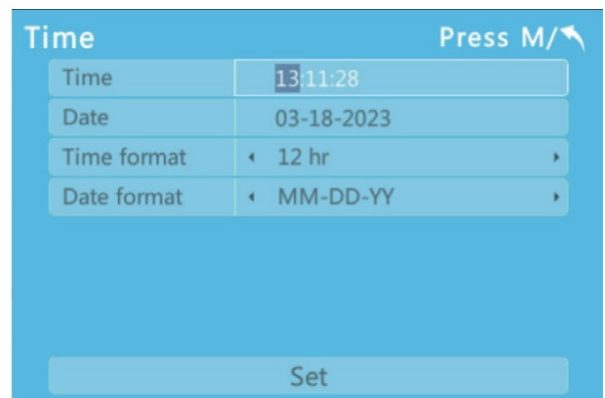 Time Press M/
Time 13:11:28
Date 03-18-2023
Time format 12 hr
Date format MM-DD-YY
Set